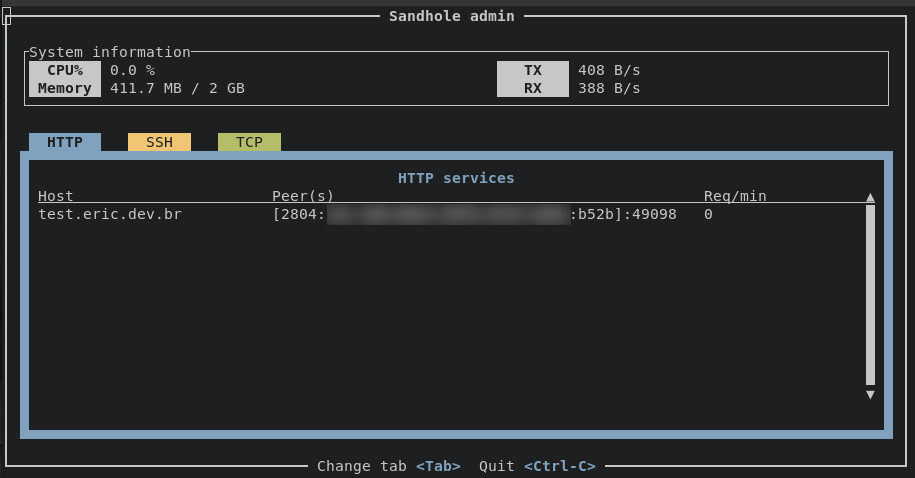 Sandhole admin
System information
CPU% 0.0 % TX 408 B/s
Memory 411.7 MB / 2 GB RX 388 B/s
HTTP SSH TCP
HTTP services
Host Peer(s) Req/min
test.eric.dev.br [2804: :b52b]:49098 0
Change tab <Tab> Quit <Ctrl-C>